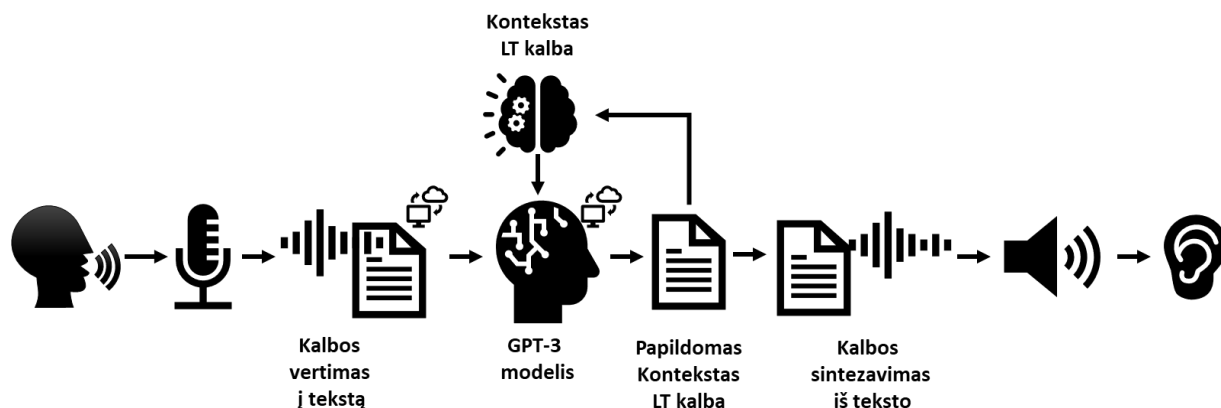 Kontekstas
LT kalba
Kalbos
vertimas
į tekstą
GPT-3
modelis
Papildomas
Kontekstas
LT kalba
Kalbos
sintezavimas
iš teksto